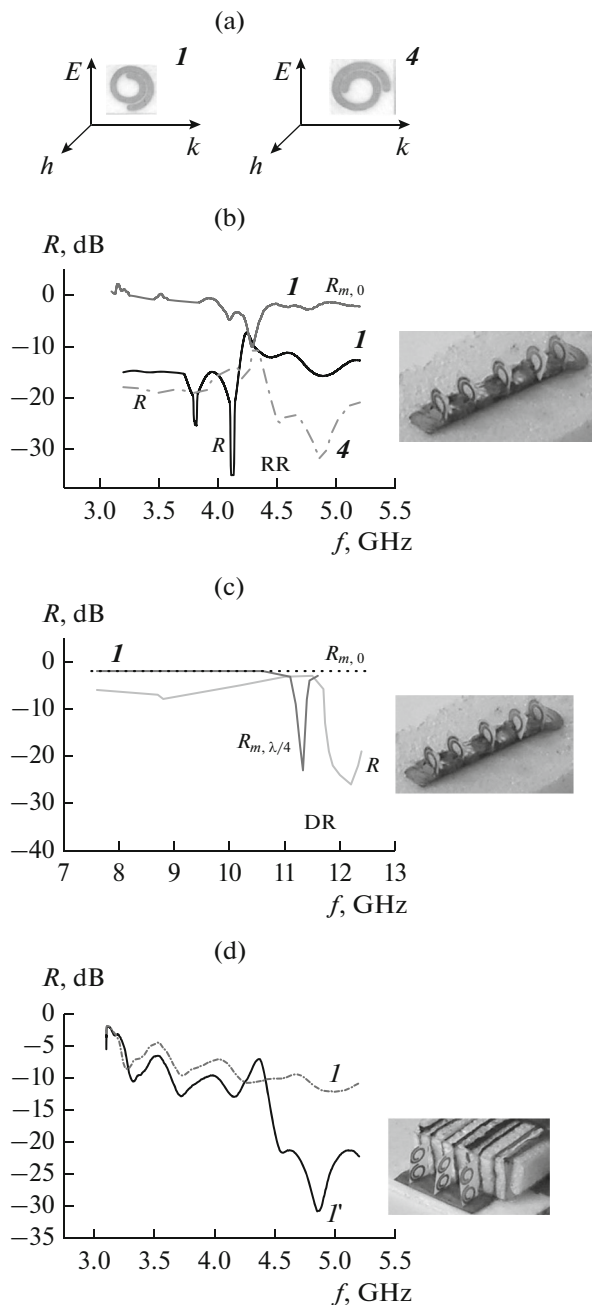 (a)
1 4
E E
k k
h h
(b)
R, dB
0
−10
−20
−30
1 R_{m, 0}
1
R
R
4
RR
3.0 3.5 4.0 4.5 5.0 5.5
f, GHz
(c)
R, dB
0
−10
−20
−30
−40
1
R_{m, 0}
R_{m, λ/4}
R
DR
7 8 9 10 11 12 13
f, GHz
(d)
R, dB
0
−5
−10
−15
−20
−25
−30
−35
1
1'
3.0 3.5 4.0 4.5 5.0 5.5
f, GHz